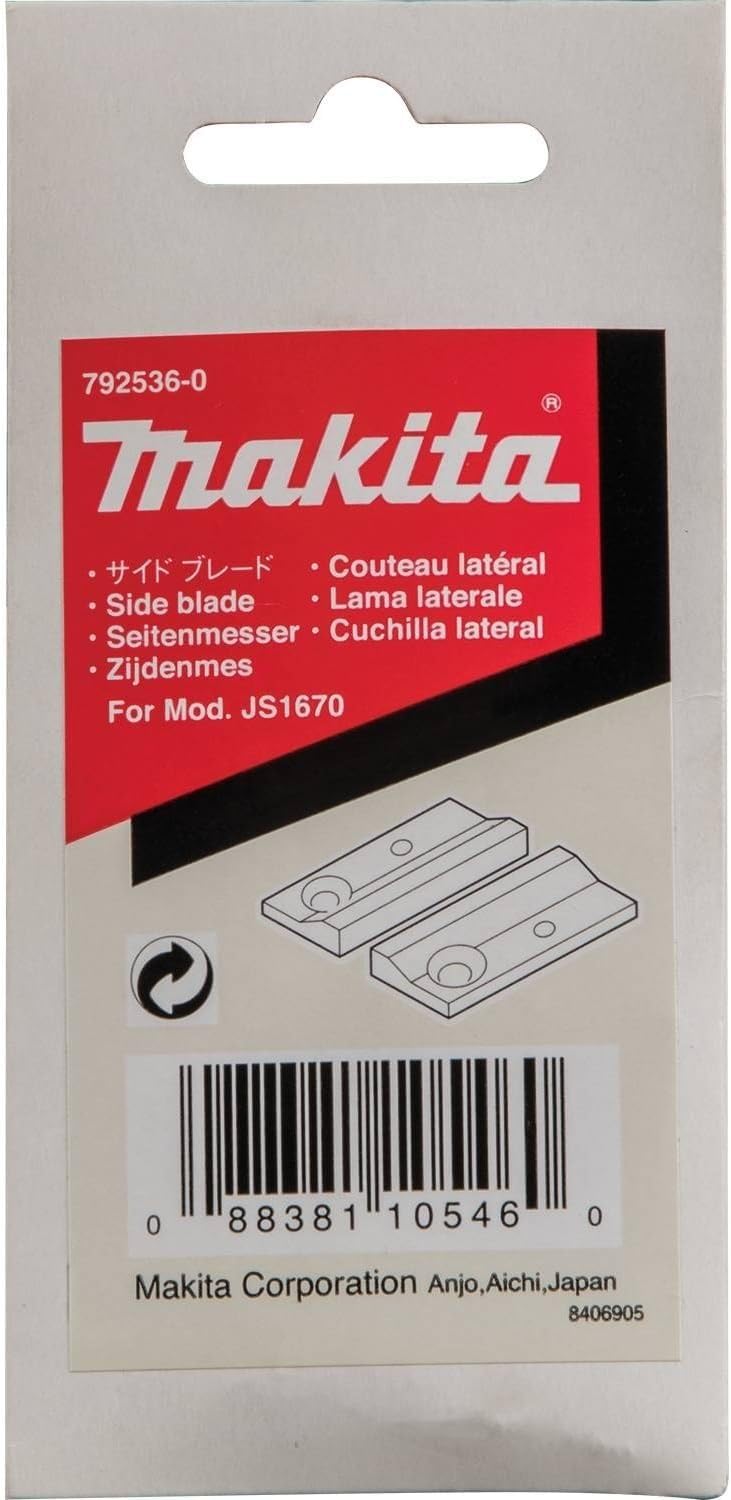 792536-0
makita®
・サイド ブレード
・Side blade
・Seitenmesser
・Zijdenmes
・Couteau latéral
・Lama laterale
・Cuchilla lateral
For Mod. JS1670
0 88381 10546 0
Makita Corporation Anjo,Aichi,Japan
8406905